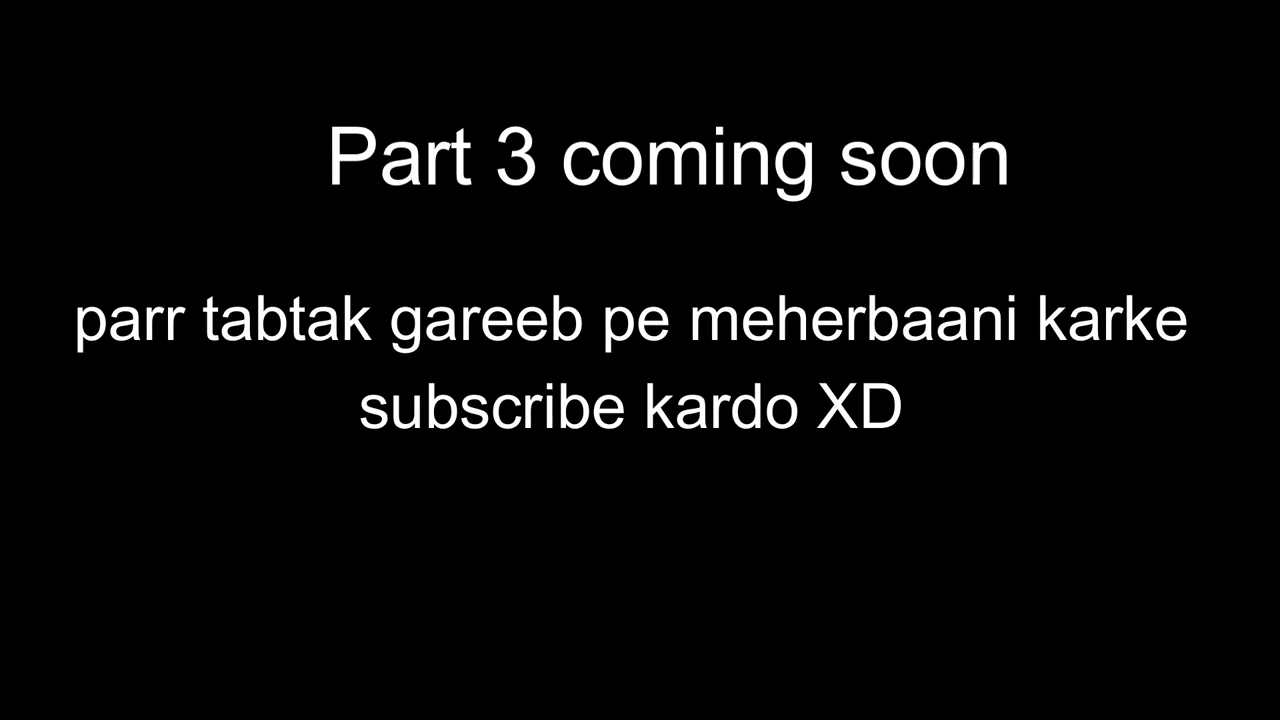 Part 3 coming soon
parr tabtak gareeb pe meherbaani karke
subscribe kardo XD